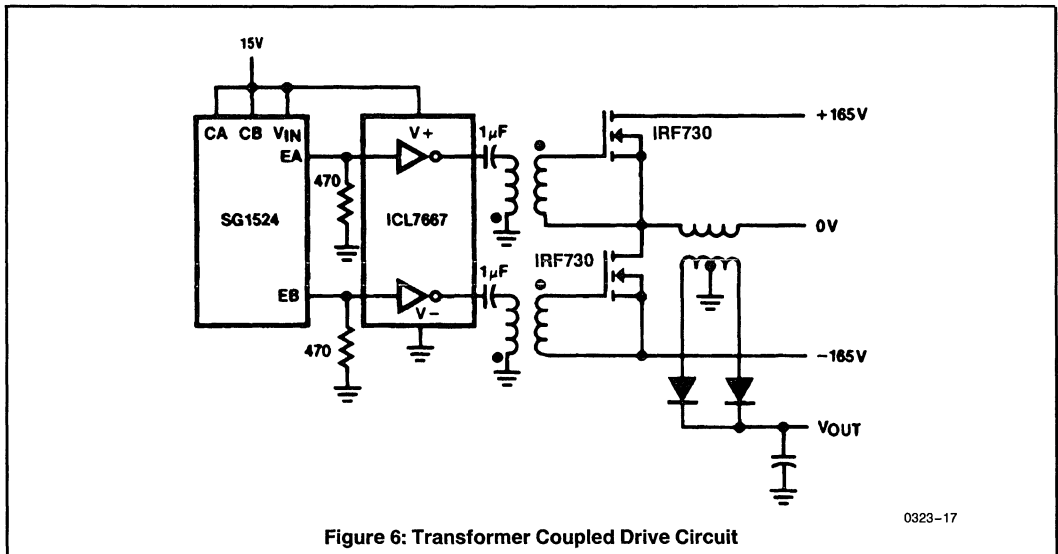 15V
CA CB VIN
EA
470
SG1524
EB
470
V+
ICL7667
V−
1μF
1μF
IRF730
IRF730
+165V
0V
−165V
VOUT
0323–17
Figure 6: Transformer Coupled Drive Circuit